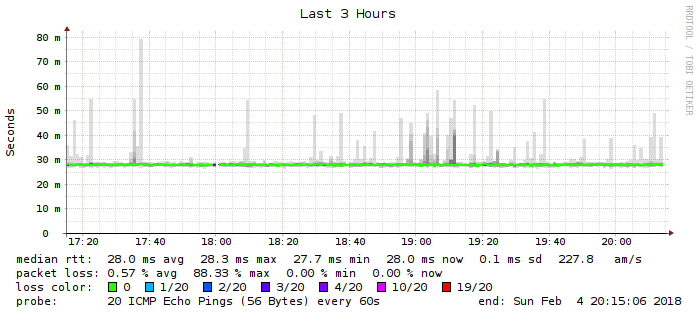 Last 3 Hours
RRDTOOL / TOBI OETIKER
Seconds
80 m
70 m
60 m
50 m
40 m
30 m
20 m
10 m
0
17:20 17:40 18:00 18:20 18:40 19:00 19:20 19:40 20:00
median rtt: 28.0 ms avg 28.3 ms max 27.7 ms min 28.0 ms now 0.1 ms sd 227.8 am/s
packet loss: 0.57 % avg 88.33 % max 0.00 % min 0.00 % now
loss color: 0 1/20 2/20 3/20 4/20 10/20 19/20
probe: 20 ICMP Echo Pings (56 Bytes) every 60s end: Sun Feb 4 20:15:06 2018